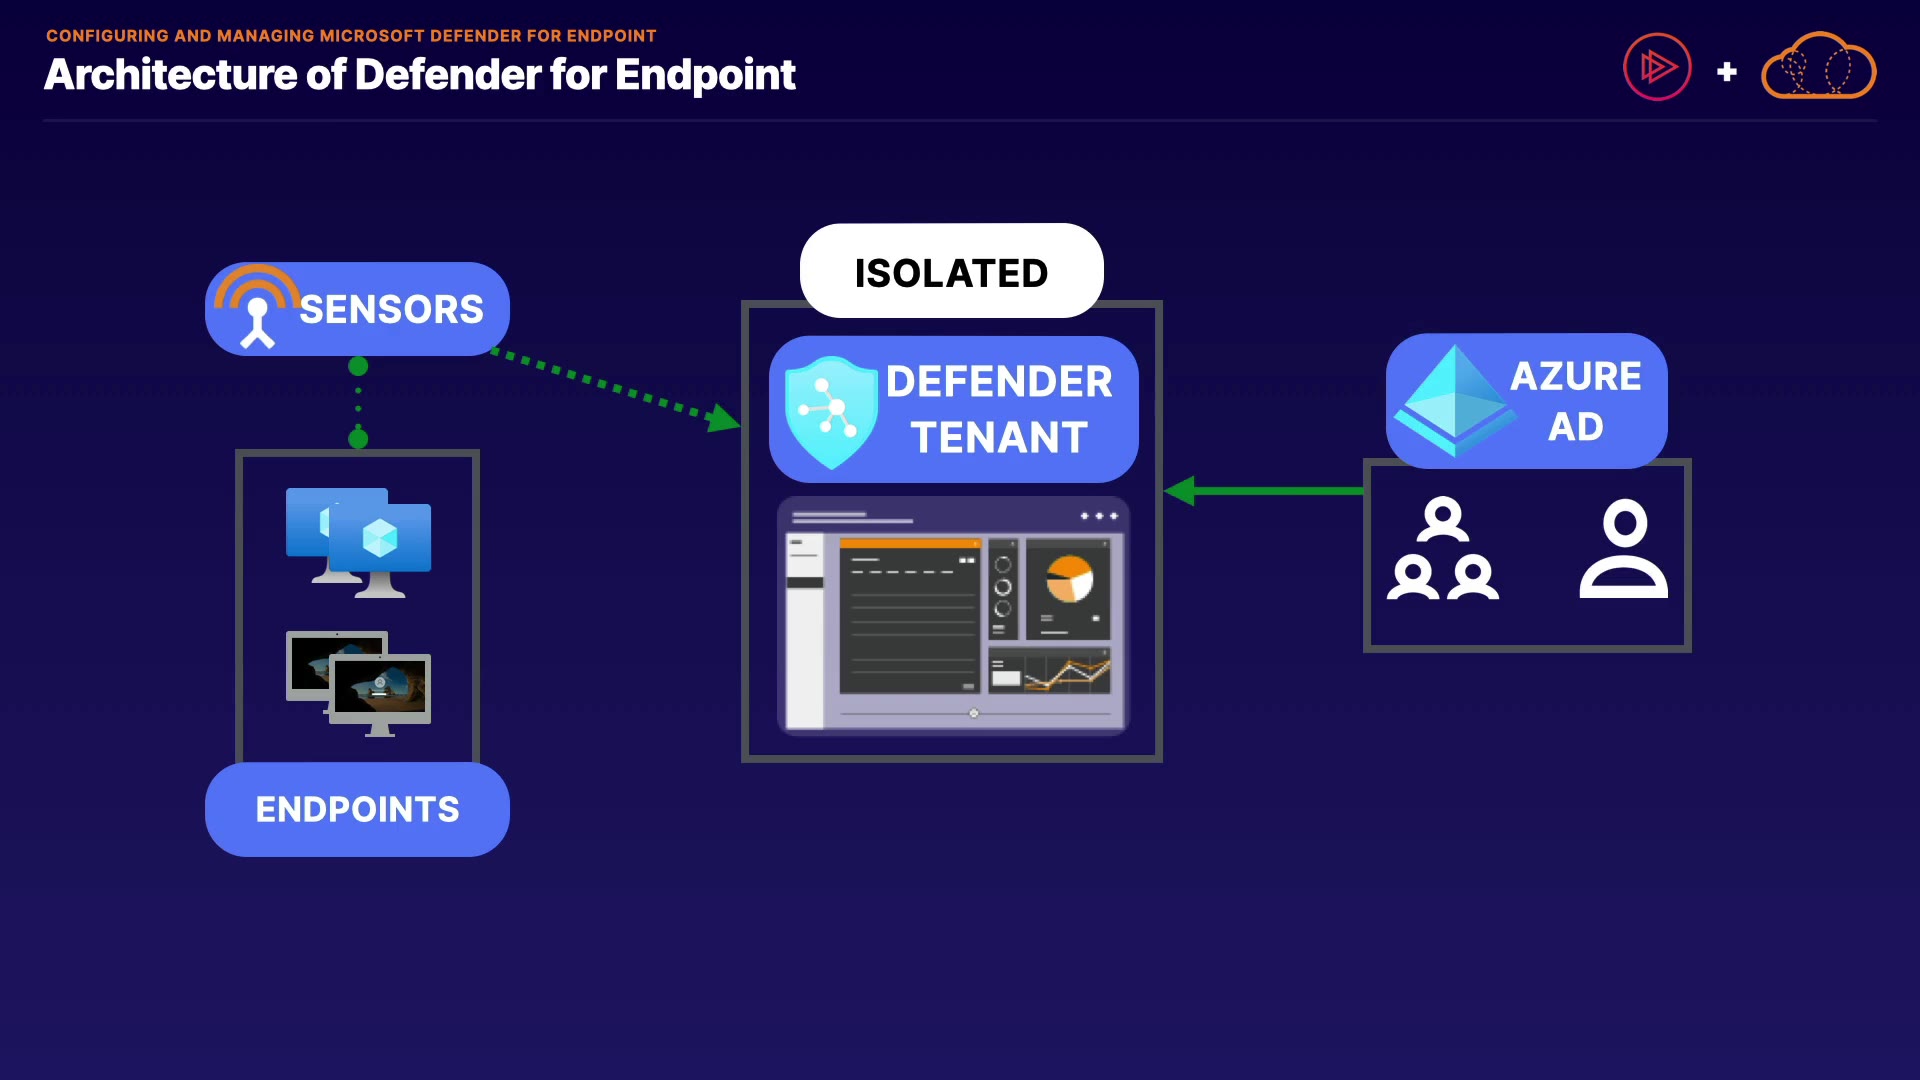 CONFIGURING AND MANAGING MICROSOFT DEFENDER FOR ENDPOINT
Architecture of Defender for Endpoint
ISOLATED
SENSORS
DEFENDER
TENANT
AZURE
AD
ENDPOINTS